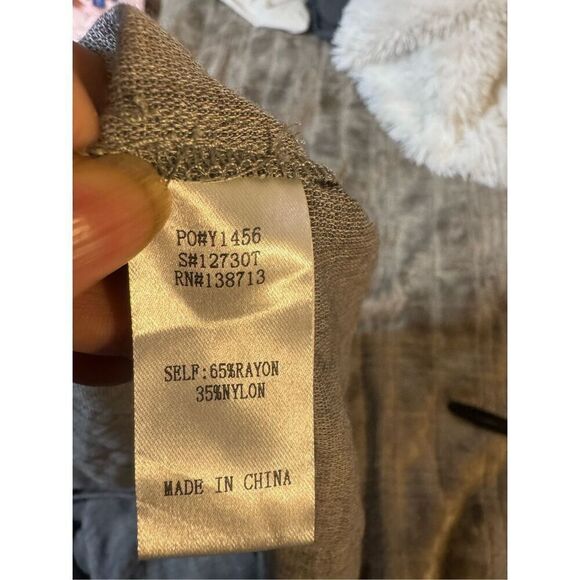 PO#Y1456
S#12730T
RN#138713
SELF:65%RAYON
35%NYLON
MADE IN CHINA